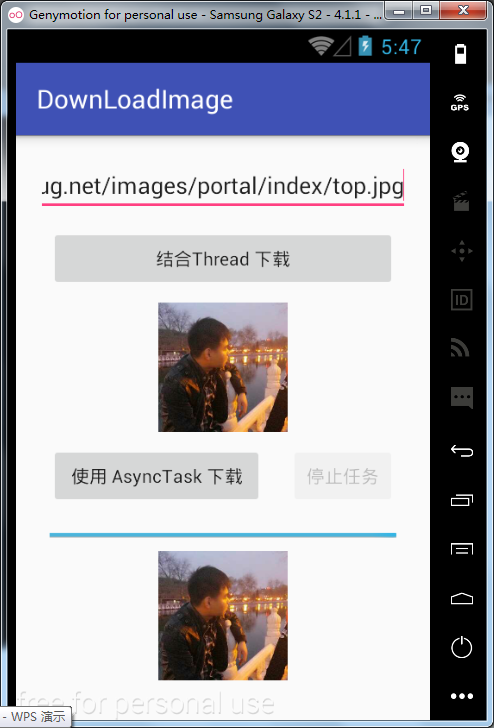 Genymotion for personal use - Samsung Galaxy S2 - 4.1.1 - ...
5:47
DownLoadImage
GPS
ug.net/images/portal/index/top.jpg
结合Thread 下载
ID
使用 AsyncTask 下载
停止任务
free for personal use
- WPS 演示